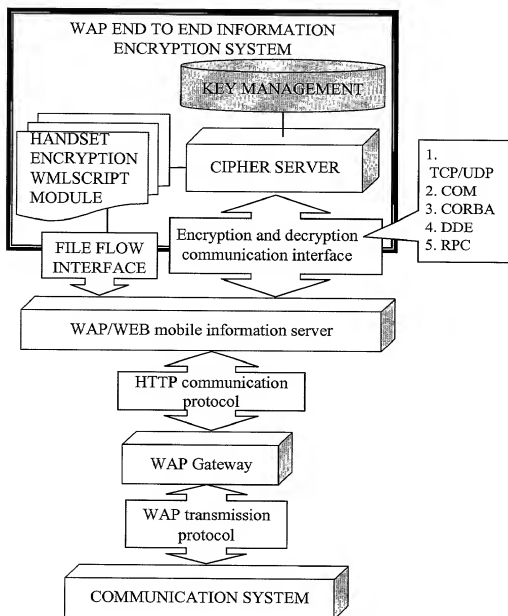 WAP END TO END INFORMATION
ENCRYPTION SYSTEM
KEY MANAGEMENT
HANDSET
ENCRYPTION
WMLSCRIPT
MODULE
CIPHER SERVER
1.
TCP/UDP
2. COM
3. CORBA
4. DDE
5. RPC
FILE FLOW
INTERFACE
Encryption and decryption
communication interface
WAP/WEB mobile information server
HTTP communication
protocol
WAP Gateway
WAP transmission
protocol
COMMUNICATION SYSTEM